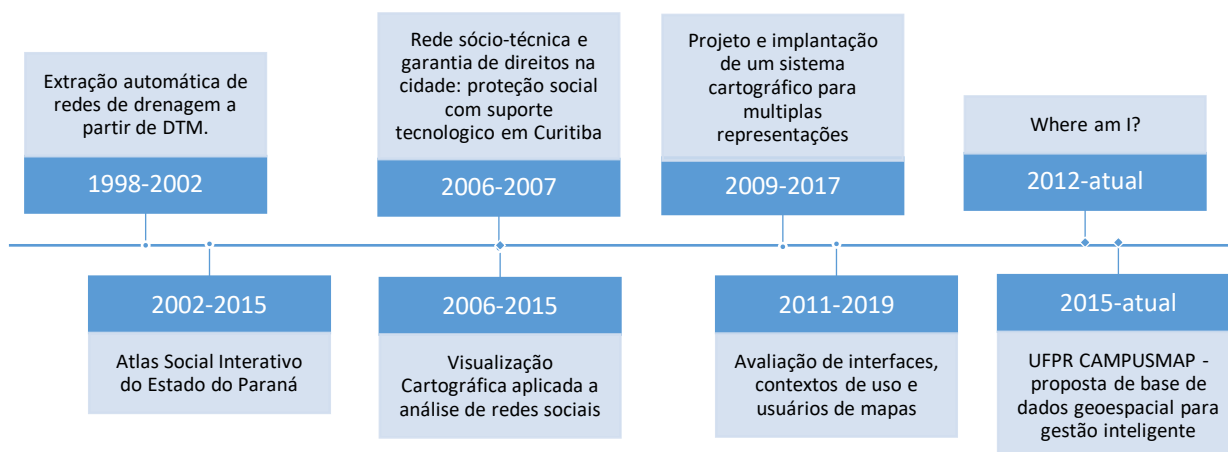 Extração automática de
redes de drenagem a
partir de DTM.
1998-2002
Rede sócio-técnica e
garantia de direitos na
cidade: proteção social
com suporte
tecnologico em Curitiba
2006-2007
Projeto e implantação
de um sistema
cartográfico para
multiplas
representações
2009-2017
Where am I?
2012-atual
2002-2015
Atlas Social Interativo
do Estado do Paraná
2006-2015
Visualização
Cartográfica aplicada a
análise de redes sociais
2011-2019
Avaliação de interfaces,
contextos de uso e
usuários de mapas
2015-atual
UFPR CAMPUSMAP -
proposta de base de
dados geoespacial para
gestão inteligente